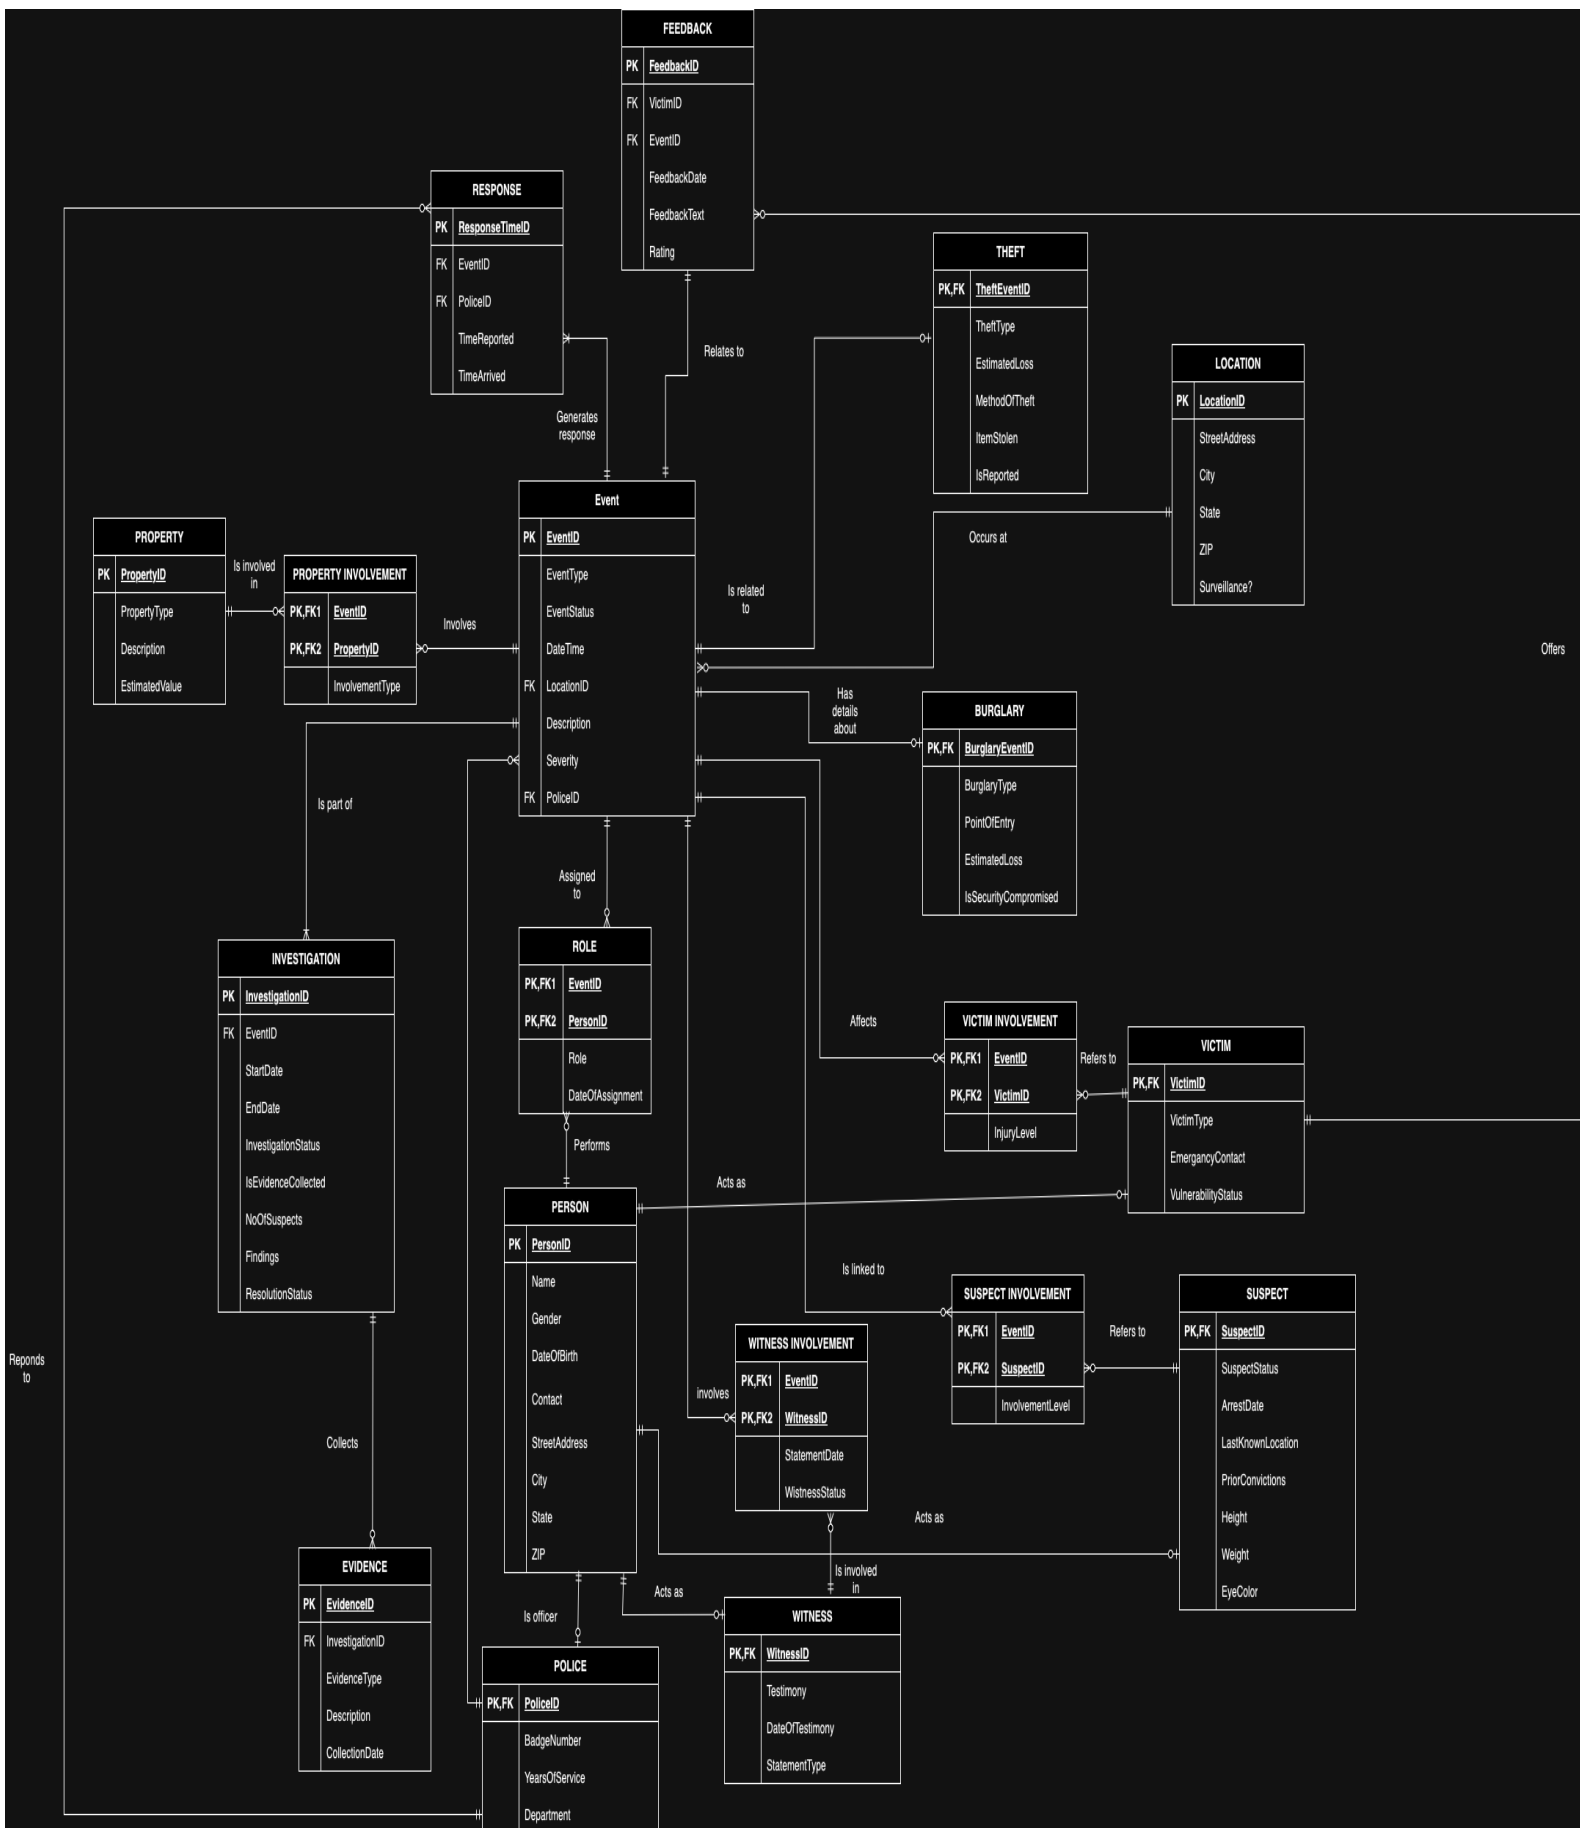 FEEDBACK
PK FeedbackID
FK VictimID
FK EventID
FeedbackDate
FeedbackText
Rating
RESPONSE
PK ResponseTimeID
FK EventID
FK PoliceID
TimeReported
TimeArrived
Generates
response
Relates to
THEFT
PK,FK TheftEventID
TheftType
EstimatedLoss
MethodOfTheft
ItemStolen
IsReported
LOCATION
PK LocationID
StreetAddress
City
State
ZIP
Surveillance?
Occurs at
Event
PK EventID
EventType
EventStatus
DateTime
FK LocationID
Description
Severity
FK PoliceID
PROPERTY
PK PropertyID
PropertyType
Description
EstimatedValue
Is involved
in
PROPERTY INVOLVEMENT
PK,FK1 EventID
PK,FK2 PropertyID
InvolvementType
Involves
Is related
to
Offers
Has
details
about
BURGLARY
PK,FK BurglaryEventID
BurglaryType
PointOfEntry
EstimatedLoss
IsSecurityCompromised
Is part of
Assigned
to
INVESTIGATION
PK InvestigationID
FK EventID
StartDate
EndDate
InvestigationStatus
IsEvidenceCollected
NoOfSuspects
Findings
ResolutionStatus
ROLE
PK,FK1 EventID
PK,FK2 PersonID
Role
DateOfAssignment
Performs
Affects
VICTIM INVOLVEMENT
PK,FK1 EventID
PK,FK2 VictimID
InjuryLevel
Refers to
VICTIM
PK,FK VictimID
VictimType
EmergancyContact
VulnerabilityStatus
Acts as
PERSON
PK PersonID
Name
Gender
DateOfBirth
Contact
StreetAddress
City
State
ZIP
Is linked to
SUSPECT INVOLVEMENT
PK,FK1 EventID
PK,FK2 SuspectID
InvolvementLevel
Refers to
SUSPECT
PK,FK SuspectID
SuspectStatus
ArrestDate
LastKnownLocation
PriorConvictions
Height
Weight
EyeColor
WITNESS INVOLVEMENT
PK,FK1 EventID
PK,FK2 WitnessID
StatementDate
WistnessStatus
involves
Reponds
to
Collects
Acts as
Is involved
in
Acts as
Is officer
EVIDENCE
PK EvidenceID
FK InvestigationID
EvidenceType
Description
CollectionDate
WITNESS
PK,FK WitnessID
Testimony
DateOfTestimony
StatementType
POLICE
PK,FK PoliceID
BadgeNumber
YearsOfService
Department